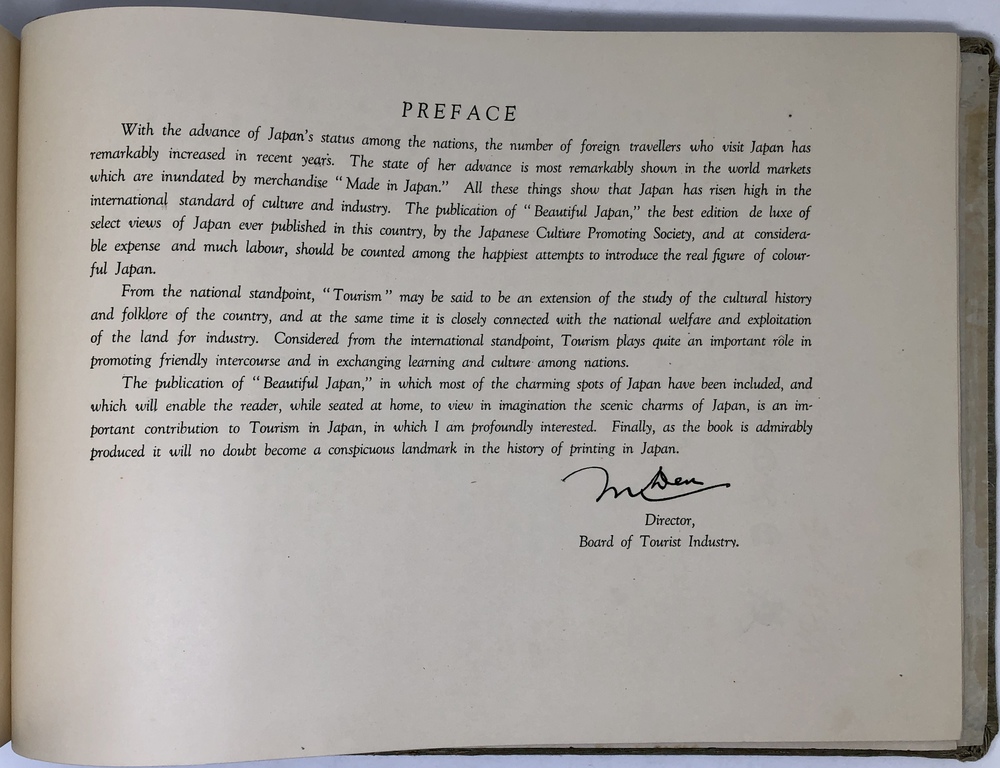 PREFACE
With the advance of Japan's status among the nations, the number of foreign travellers who visit Japan has
remarkably increased in recent years. The state of her advance is most remarkably shown in the world markets
which are inundated by merchandise "Made in Japan." All these things show that Japan has risen high in the
international standard of culture and industry. The publication of "Beautiful Japan," the best edition de luxe of
select views of Japan ever published in this country, by the Japanese Culture Promoting Society, and at considera-
ble expense and much labour, should be counted among the happiest attempts to introduce the real figure of colour-
ful Japan.
From the national standpoint, "Tourism" may be said to be an extension of the study of the cultural history
and folklore of the country, and at the same time it is closely connected with the national welfare and exploitation
of the land for industry. Considered from the international standpoint, Tourism plays quite an important rôle in
promoting friendly intercourse and in exchanging learning and culture among nations.
The publication of "Beautiful Japan," in which most of the charming spots of Japan have been included, and
which will enable the reader, while seated at home, to view in imagination the scenic charms of Japan, is an im-
portant contribution to Tourism in Japan, in which I am profoundly interested. Finally, as the book is admirably
produced it will no doubt become a conspicuous landmark in the history of printing in Japan.
M Den
Director,
Board of Tourist Industry.